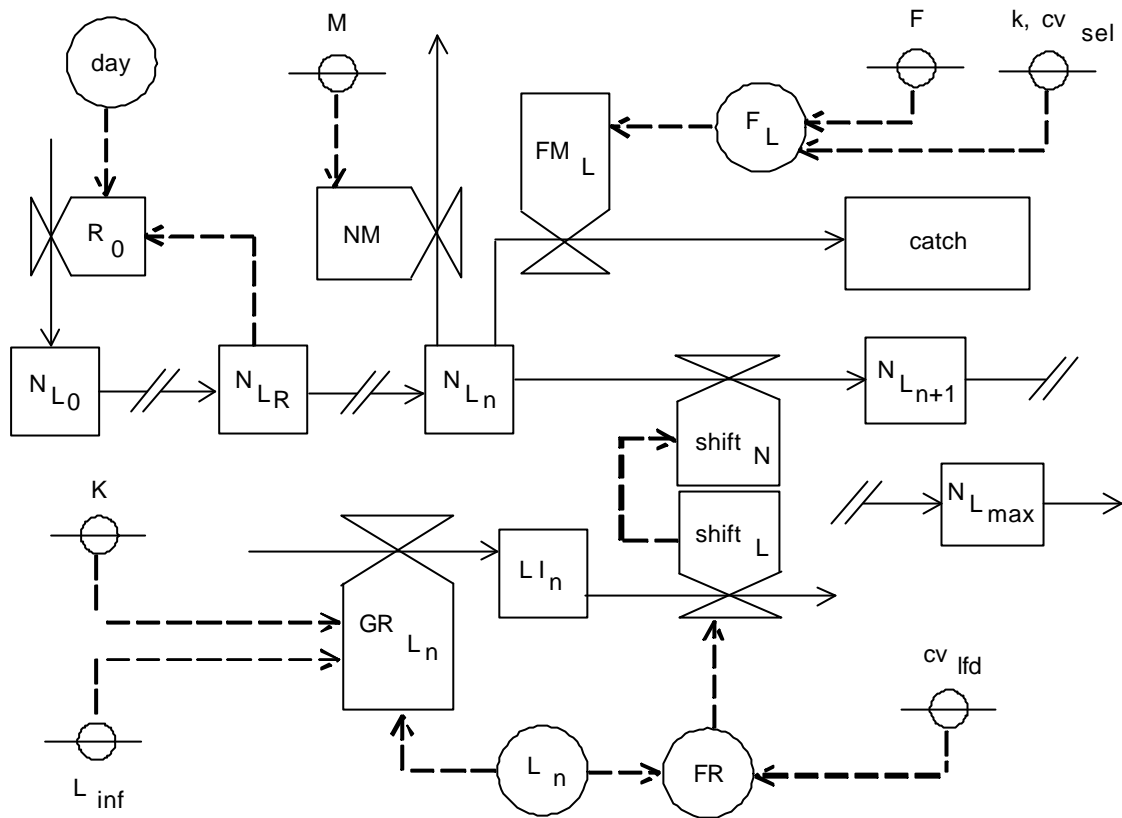 M
F
k, cv sel
day
F L
FM L
R 0
NM
catch
N L0
N LR
N Ln
N Ln+1
shift N
K
N Lmax
shift L
LI n
GR Ln
cv lfd
L n
FR
L inf